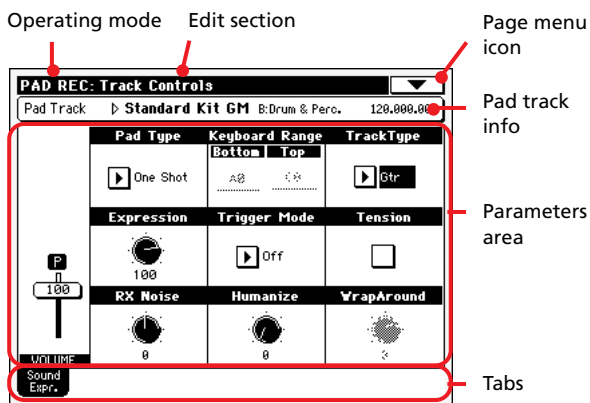 Operating mode Edit section Page menu icon
PAD REC: Track Controls
Pad Track Standard Kit GM B:Drum & Perc. 120.000.00
Pad track info
Pad Type Keyboard Range TrackType
Bottom Top
One Shot A0 C8 Gtr
Parameters area
Expression Trigger Mode Tension
P
100 Off
100
RX Noise Humanize WrapAround
0 0
VOLUME
Sound Expr.
Tabs